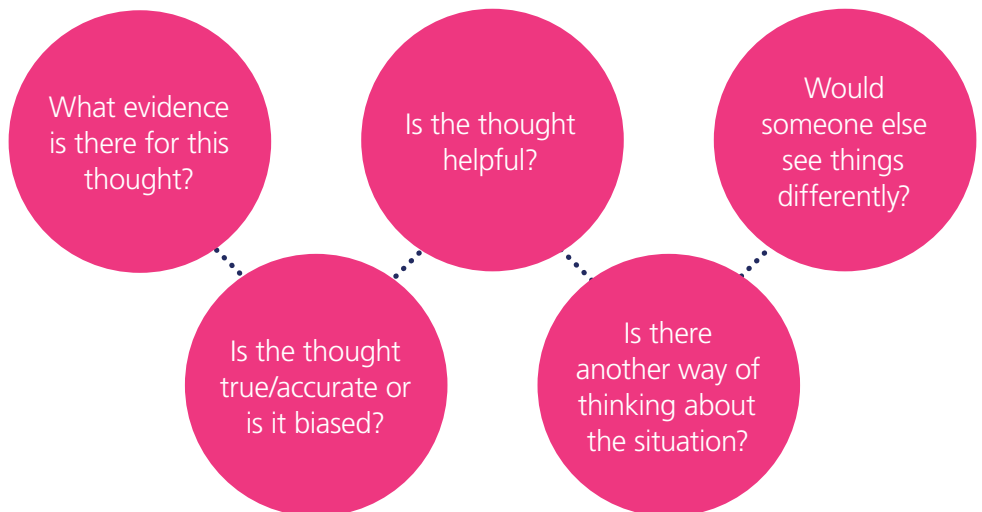 What evidence
is there for this
thought?
Is the thought
true/accurate or
is it biased?
Is the thought
helpful?
Is there
another way of
thinking about
the situation?
Would
someone else
see things
differently?